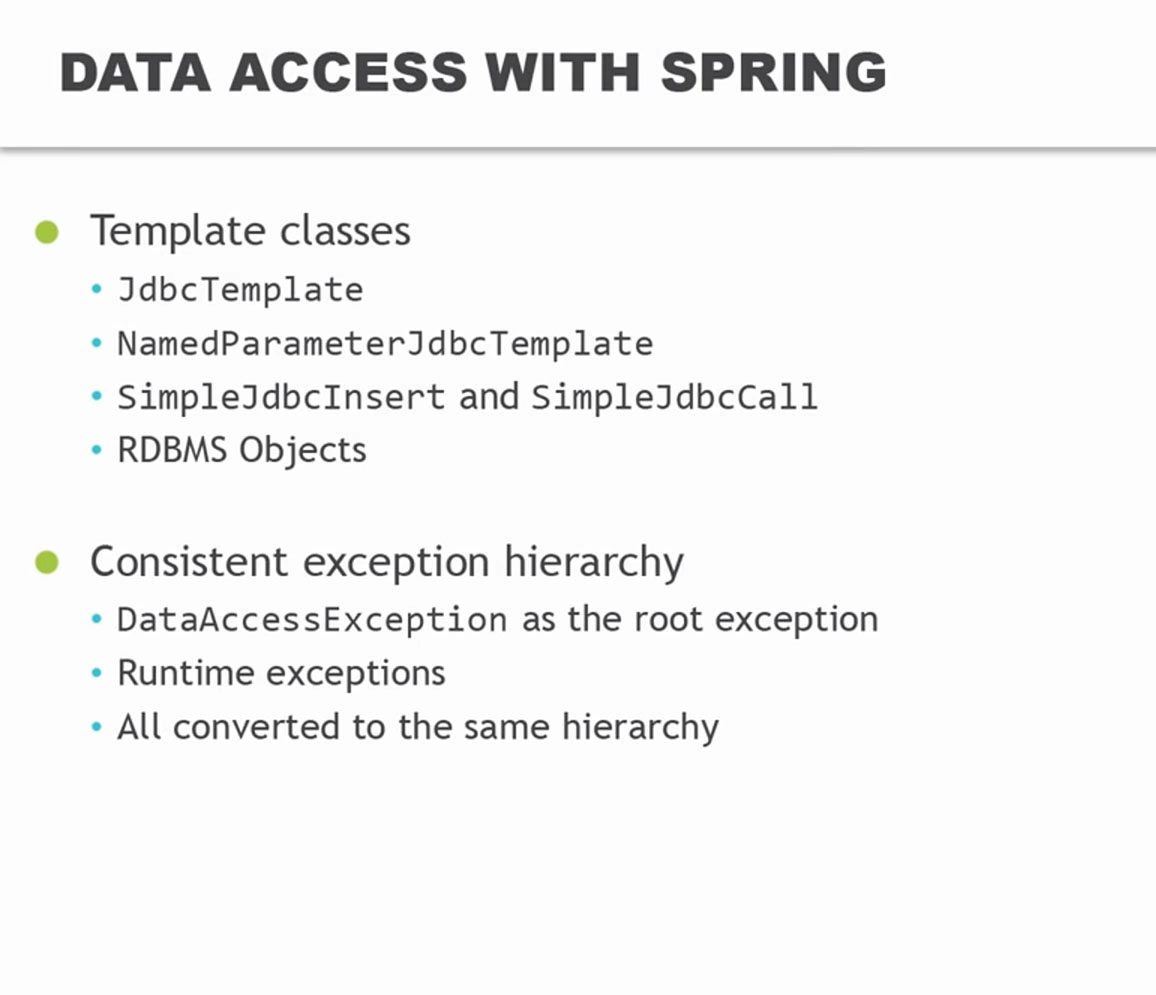 DATA ACCESS WITH SPRING
Template classes
JdbcTemplate
NamedParameterJdbcTemplate
SimpleJdbcInsert and SimpleJdbcCall
RDBMS Objects
Consistent exception hierarchy
DataAccessException as the root exception
Runtime exceptions
All converted to the same hierarchy